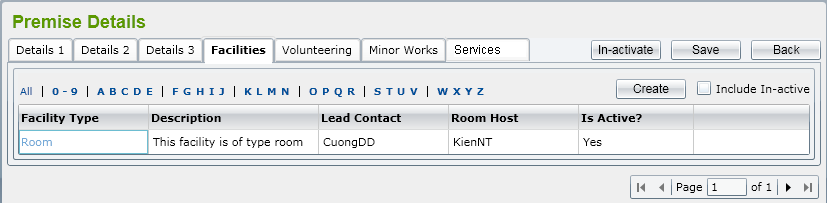 Premise Details
Details 1 Details 2 Details 3 Facilities Volunteering Minor Works Services In-activate Save Back
All | 0 - 9 | A B C D E | F G H I J | K L M N | O P Q R | S T U V | W X Y Z Create Include In-active
Facility Type Description Lead Contact Room Host Is Active?
Room This facility is of type room CuongDD KienNT Yes
Page 1 of 1